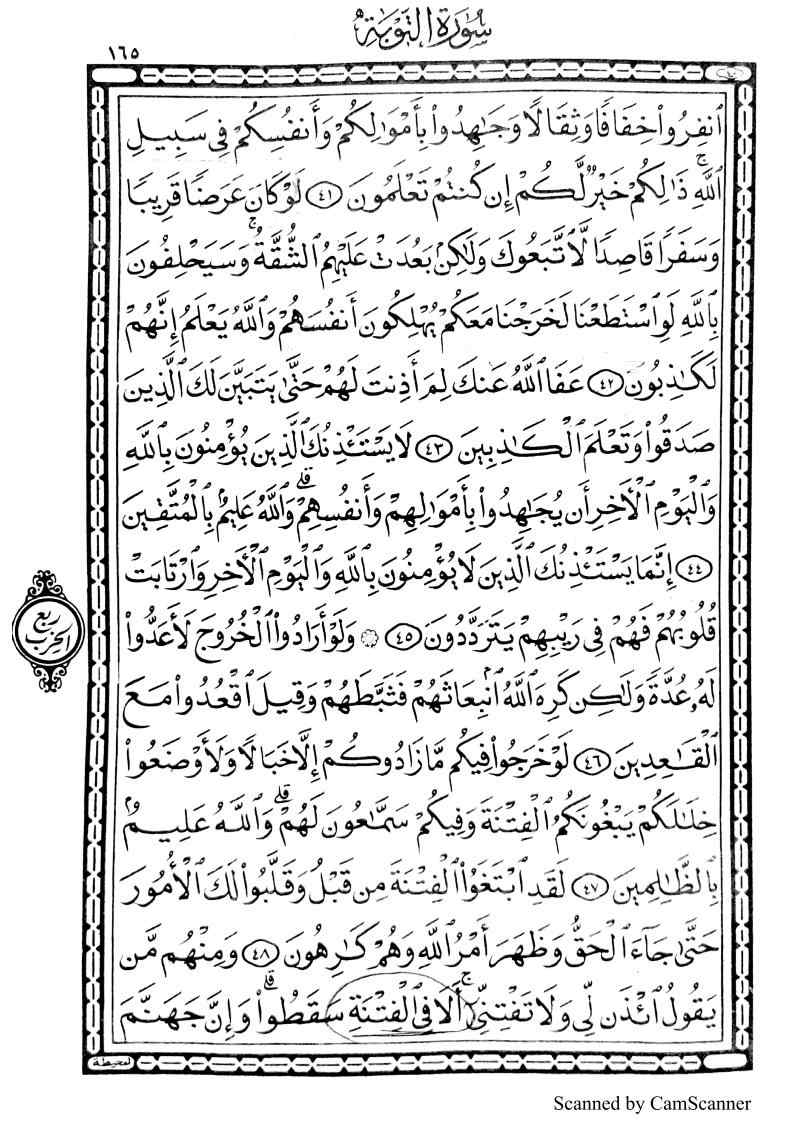 سُورَةُ التَّوْبَةِ
١٦٥
ٱنفِرُوا۟ خِفَافًا وَثِقَالًا وَجَٰهِدُوا۟ بِأَمْوَٰلِكُمْ وَأَنفُسِكُمْ فِى سَبِيلِ
ٱللَّهِ ۚ ذَٰلِكُمْ خَيْرٌ لَّكُمْ إِن كُنتُمْ تَعْلَمُونَ ٤١ لَوْ كَانَ عَرَضًا قَرِيبًا
وَسَفَرًا قَاصِدًا لَّٱتَّبَعُوكَ وَلَٰكِنۢ بَعُدَتْ عَلَيْهِمُ ٱلشُّقَّةُ ۚ وَسَيَحْلِفُونَ
بِٱللَّهِ لَوِ ٱسْتَطَعْنَا لَخَرَجْنَا مَعَكُمْ يُهْلِكُونَ أَنفُسَهُمْ وَٱللَّهُ يَعْلَمُ إِنَّهُمْ
لَكَٰذِبُونَ ٤٢ عَفَا ٱللَّهُ عَنكَ لِمَ أَذِنتَ لَهُمْ حَتَّىٰ يَتَبَيَّنَ لَكَ ٱلَّذِينَ
صَدَقُوا۟ وَتَعْلَمَ ٱلْكَٰذِبِينَ ٤٣ لَا يَسْتَـْٔذِنُكَ ٱلَّذِينَ يُؤْمِنُونَ بِٱللَّهِ
وَٱلْيَوْمِ ٱلْءَاخِرِ أَن يُجَٰهِدُوا۟ بِأَمْوَٰلِهِمْ وَأَنفُسِهِمْ ۗ وَٱللَّهُ عَلِيمٌۢ بِٱلْمُتَّقِينَ
٤٤ إِنَّمَا يَسْتَـْٔذِنُكَ ٱلَّذِينَ لَا يُؤْمِنُونَ بِٱللَّهِ وَٱلْيَوْمِ ٱلْءَاخِرِ وَٱرْتَابَتْ
قُلُوبُهُمْ فَهُمْ فِى رَيْبِهِمْ يَتَرَدَّدُونَ ٤٥ ۞ وَلَوْ أَرَادُوا۟ ٱلْخُرُوجَ لَأَعَدُّوا۟
ربع
الحزب
لَهُۥ عُدَّةً وَلَٰكِن كَرِهَ ٱللَّهُ ٱنۢبِعَاثَهُمْ فَثَبَّطَهُمْ وَقِيلَ ٱقْعُدُوا۟ مَعَ
ٱلْقَٰعِدِينَ ٤٦ لَوْ خَرَجُوا۟ فِيكُم مَّا زَادُوكُمْ إِلَّا خَبَالًا وَلَأَوْضَعُوا۟
خِلَٰلَكُمْ يَبْغُونَكُمُ ٱلْفِتْنَةَ وَفِيكُمْ سَمَّٰعُونَ لَهُمْ ۗ وَٱللَّهُ عَلِيمٌۢ
بِٱلظَّٰلِمِينَ ٤٧ لَقَدِ ٱبْتَغَوُا۟ ٱلْفِتْنَةَ مِن قَبْلُ وَقَلَّبُوا۟ لَكَ ٱلْأُمُورَ
حَتَّىٰ جَآءَ ٱلْحَقُّ وَظَهَرَ أَمْرُ ٱللَّهِ وَهُمْ كَٰرِهُونَ ٤٨ وَمِنْهُم مَّن
يَقُولُ ٱئْذَن لِّى وَلَا تَفْتِنِّىٓ ۚ أَلَا فِى ٱلْفِتْنَةِ سَقَطُوا۟ ۗ وَإِنَّ جَهَنَّمَ
لمحيطة
Scanned by CamScanner